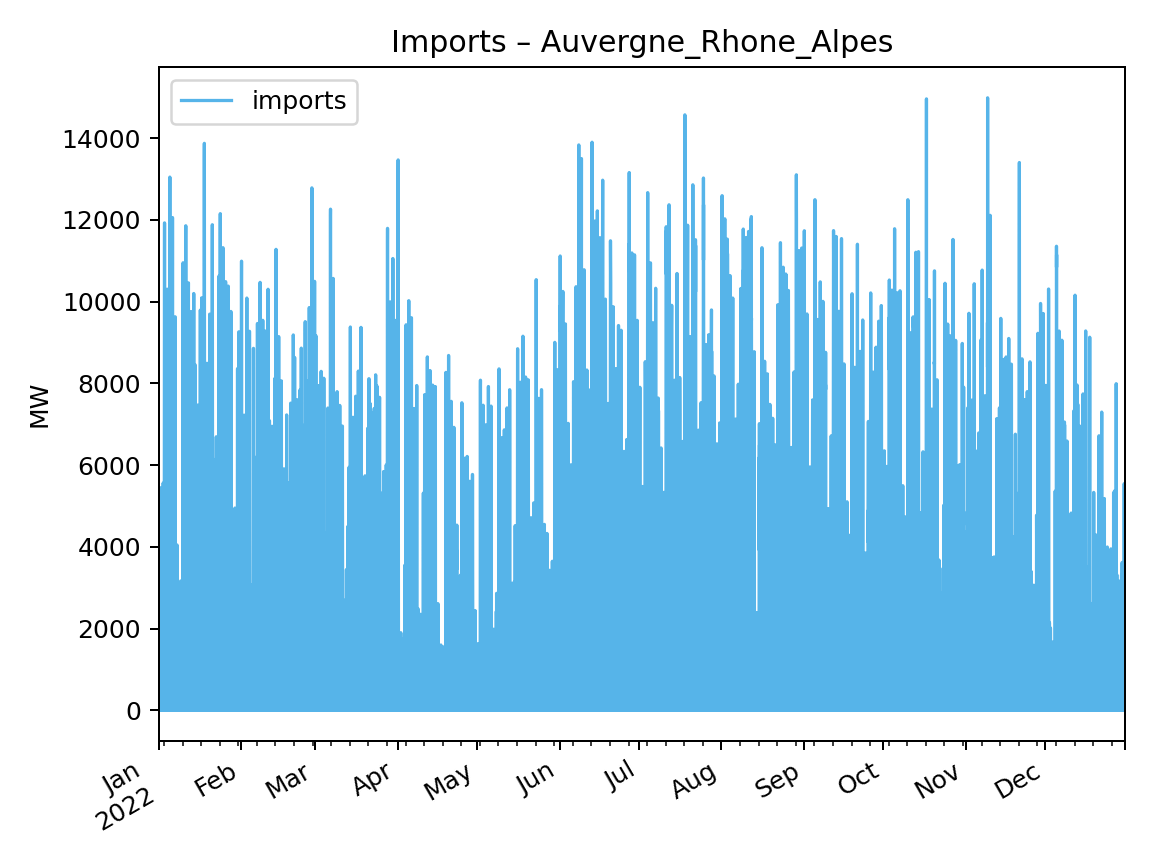 Imports – Auvergne_Rhone_Alpes
imports
MW
14000
12000
10000
8000
6000
4000
2000
0
Jan
2022
Feb
Mar
Apr
May
Jun
Jul
Aug
Sep
Oct
Nov
Dec